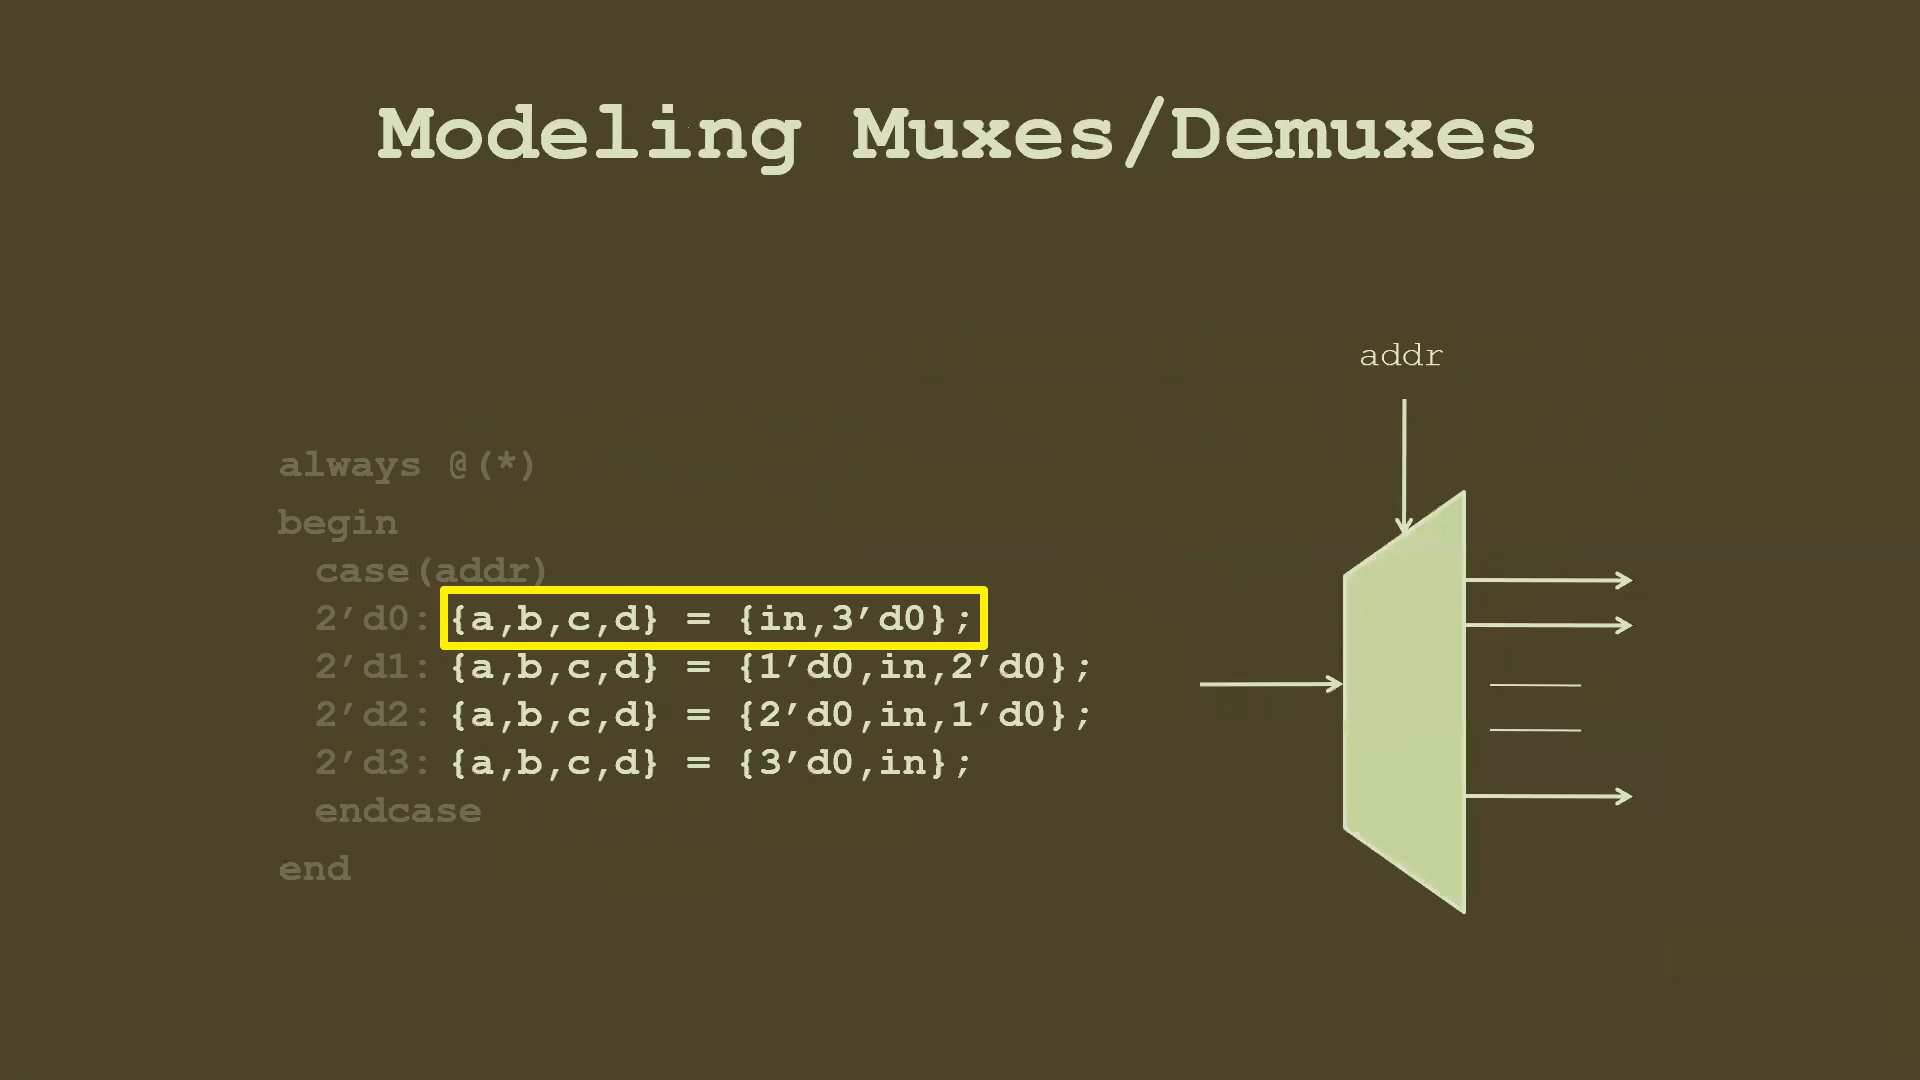 Modeling Muxes/Demuxes
addr
always @(*)
begin
case(addr)
2’d0: {a,b,c,d} = {in,3’d0};
2’d1: {a,b,c,d} = {1’d0,in,2’d0};
2’d2: {a,b,c,d} = {2’d0,in,1’d0};
2’d3: {a,b,c,d} = {3’d0,in};
endcase
end